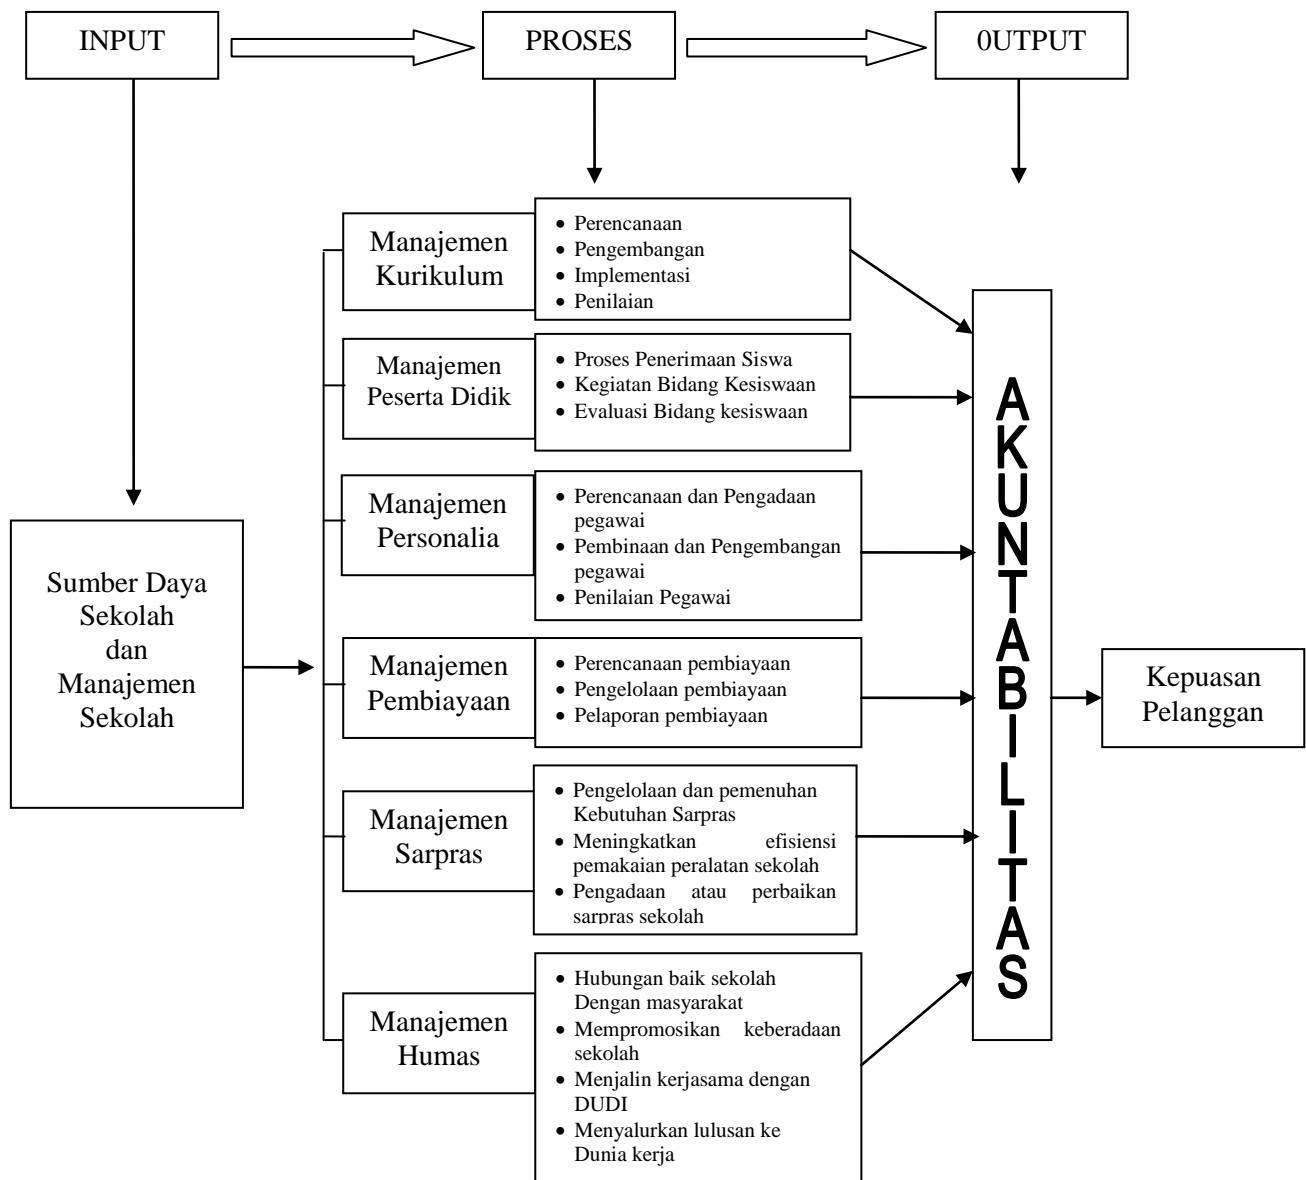 INPUT
PROSES
0UTPUT
Manajemen
Kurikulum
• Perencanaan
• Pengembangan
• Implementasi
• Penilaian
Manajemen
Peserta Didik
• Proses Penerimaan Siswa
• Kegiatan Bidang Kesiswaan
• Evaluasi Bidang kesiswaan
Manajemen
Personalia
• Perencanaan dan Pengadaan
pegawai
• Pembinaan dan Pengembangan
pegawai
• Penilaian Pegawai
Sumber Daya
Sekolah
dan
Manajemen
Sekolah
Manajemen
Pembiayaan
• Perencanaan pembiayaan
• Pengelolaan pembiayaan
• Pelaporan pembiayaan
Manajemen
Sarpras
• Pengelolaan dan pemenuhan
Kebutuhan Sarpras
• Meningkatkan efisiensi
pemakaian peralatan sekolah
• Pengadaan atau perbaikan
sarpras sekolah
Manajemen
Humas
• Hubungan baik sekolah
Dengan masyarakat
• Mempromosikan keberadaan
sekolah
• Menjalin kerjasama dengan
DUDI
• Menyalurkan lulusan ke
Dunia kerja
AKUNTABILITAS
Kepuasan
Pelanggan